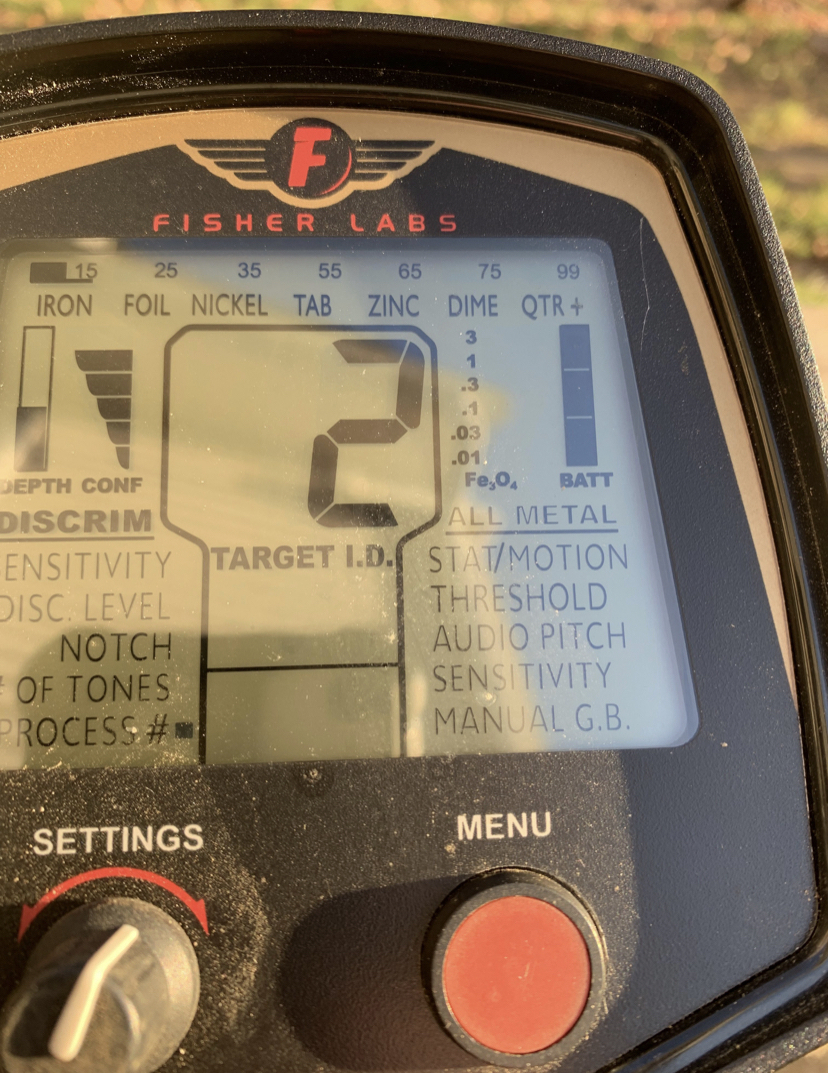 F
FISHER LABS
15 25 35 55 65 75 99
IRON FOIL NICKEL TAB ZINC DIME QTR+
3
1
.3
.1
.03
.01
Fe₃O₄
2
DEPTH CONF
BATT
DISCRIM
ENSITIVITY
DISC. LEVEL
NOTCH
# OF TONES
PROCESS #
TARGET I.D.
ALL METAL
STAT/MOTION
THRESHOLD
AUDIO PITCH
SENSITIVITY
MANUAL G.B.
SETTINGS
MENU